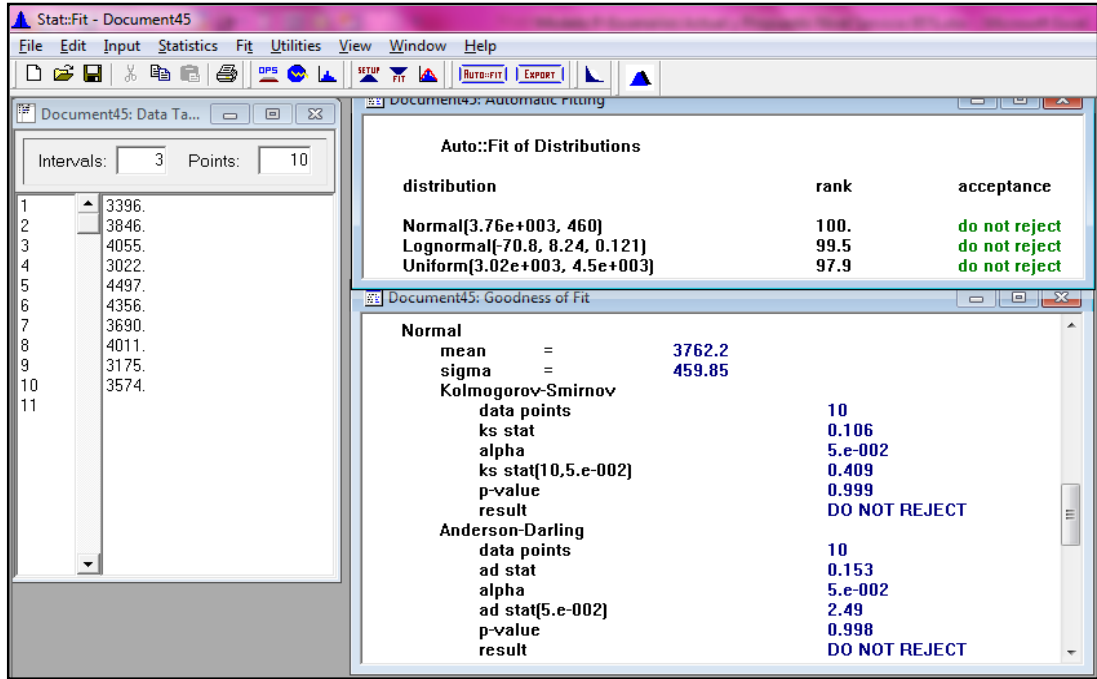 Stat::Fit - Document45
File Edit Input Statistics Fit Utilities View Window Help
OPS SETUP FIT AUTO::FIT EXPORT
Document45: Data Ta...
Intervals: 3 Points: 10
1 3396.
2 3846.
3 4055.
4 3022.
5 4497.
6 4356.
7 3690.
8 4011.
9 3175.
10 3574.
11
Document45: Automatic Fitting
Auto::Fit of Distributions
distribution rank acceptance
Normal(3.76e+003, 460) 100. do not reject
Lognormal(-70.8, 8.24, 0.121) 99.5 do not reject
Uniform(3.02e+003, 4.5e+003) 97.9 do not reject
Document45: Goodness of Fit
Normal
mean = 3762.2
sigma = 459.85
Kolmogorov-Smirnov
data points 10
ks stat 0.106
alpha 5.e-002
ks stat(10,5.e-002) 0.409
p-value 0.999
result DO NOT REJECT
Anderson-Darling
data points 10
ad stat 0.153
alpha 5.e-002
ad stat(5.e-002) 2.49
p-value 0.998
result DO NOT REJECT